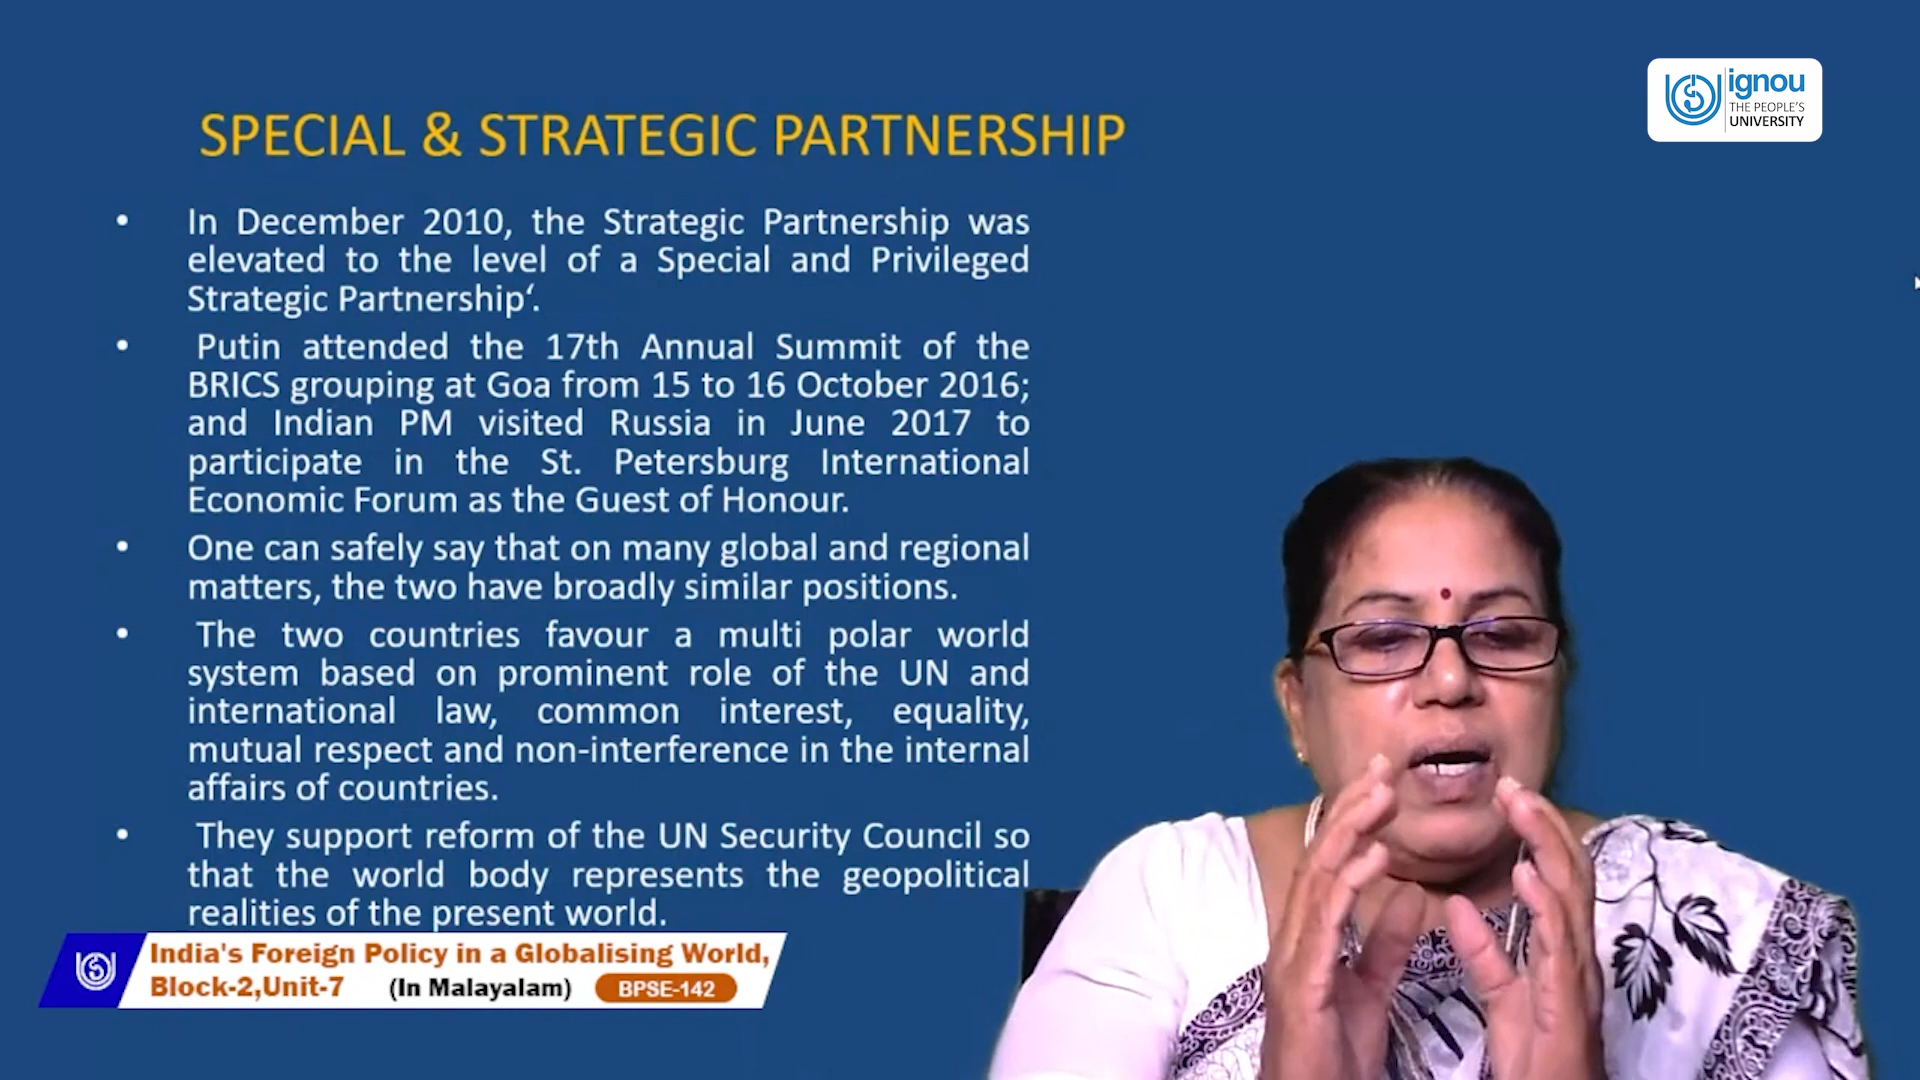 ignou
THE PEOPLE'S
UNIVERSITY
SPECIAL & STRATEGIC PARTNERSHIP
• In December 2010, the Strategic Partnership was
elevated to the level of a Special and Privileged
Strategic Partnership‘.
• Putin attended the 17th Annual Summit of the
BRICS grouping at Goa from 15 to 16 October 2016;
and Indian PM visited Russia in June 2017 to
participate in the St. Petersburg International
Economic Forum as the Guest of Honour.
• One can safely say that on many global and regional
matters, the two have broadly similar positions.
• The two countries favour a multi polar world
system based on prominent role of the UN and
international law, common interest, equality,
mutual respect and non-interference in the internal
affairs of countries.
• They support reform of the UN Security Council so
that the world body represents the geopolitical
realities of the present world.
India's Foreign Policy in a Globalising World,
Block-2,Unit-7 (In Malayalam) BPSE-142